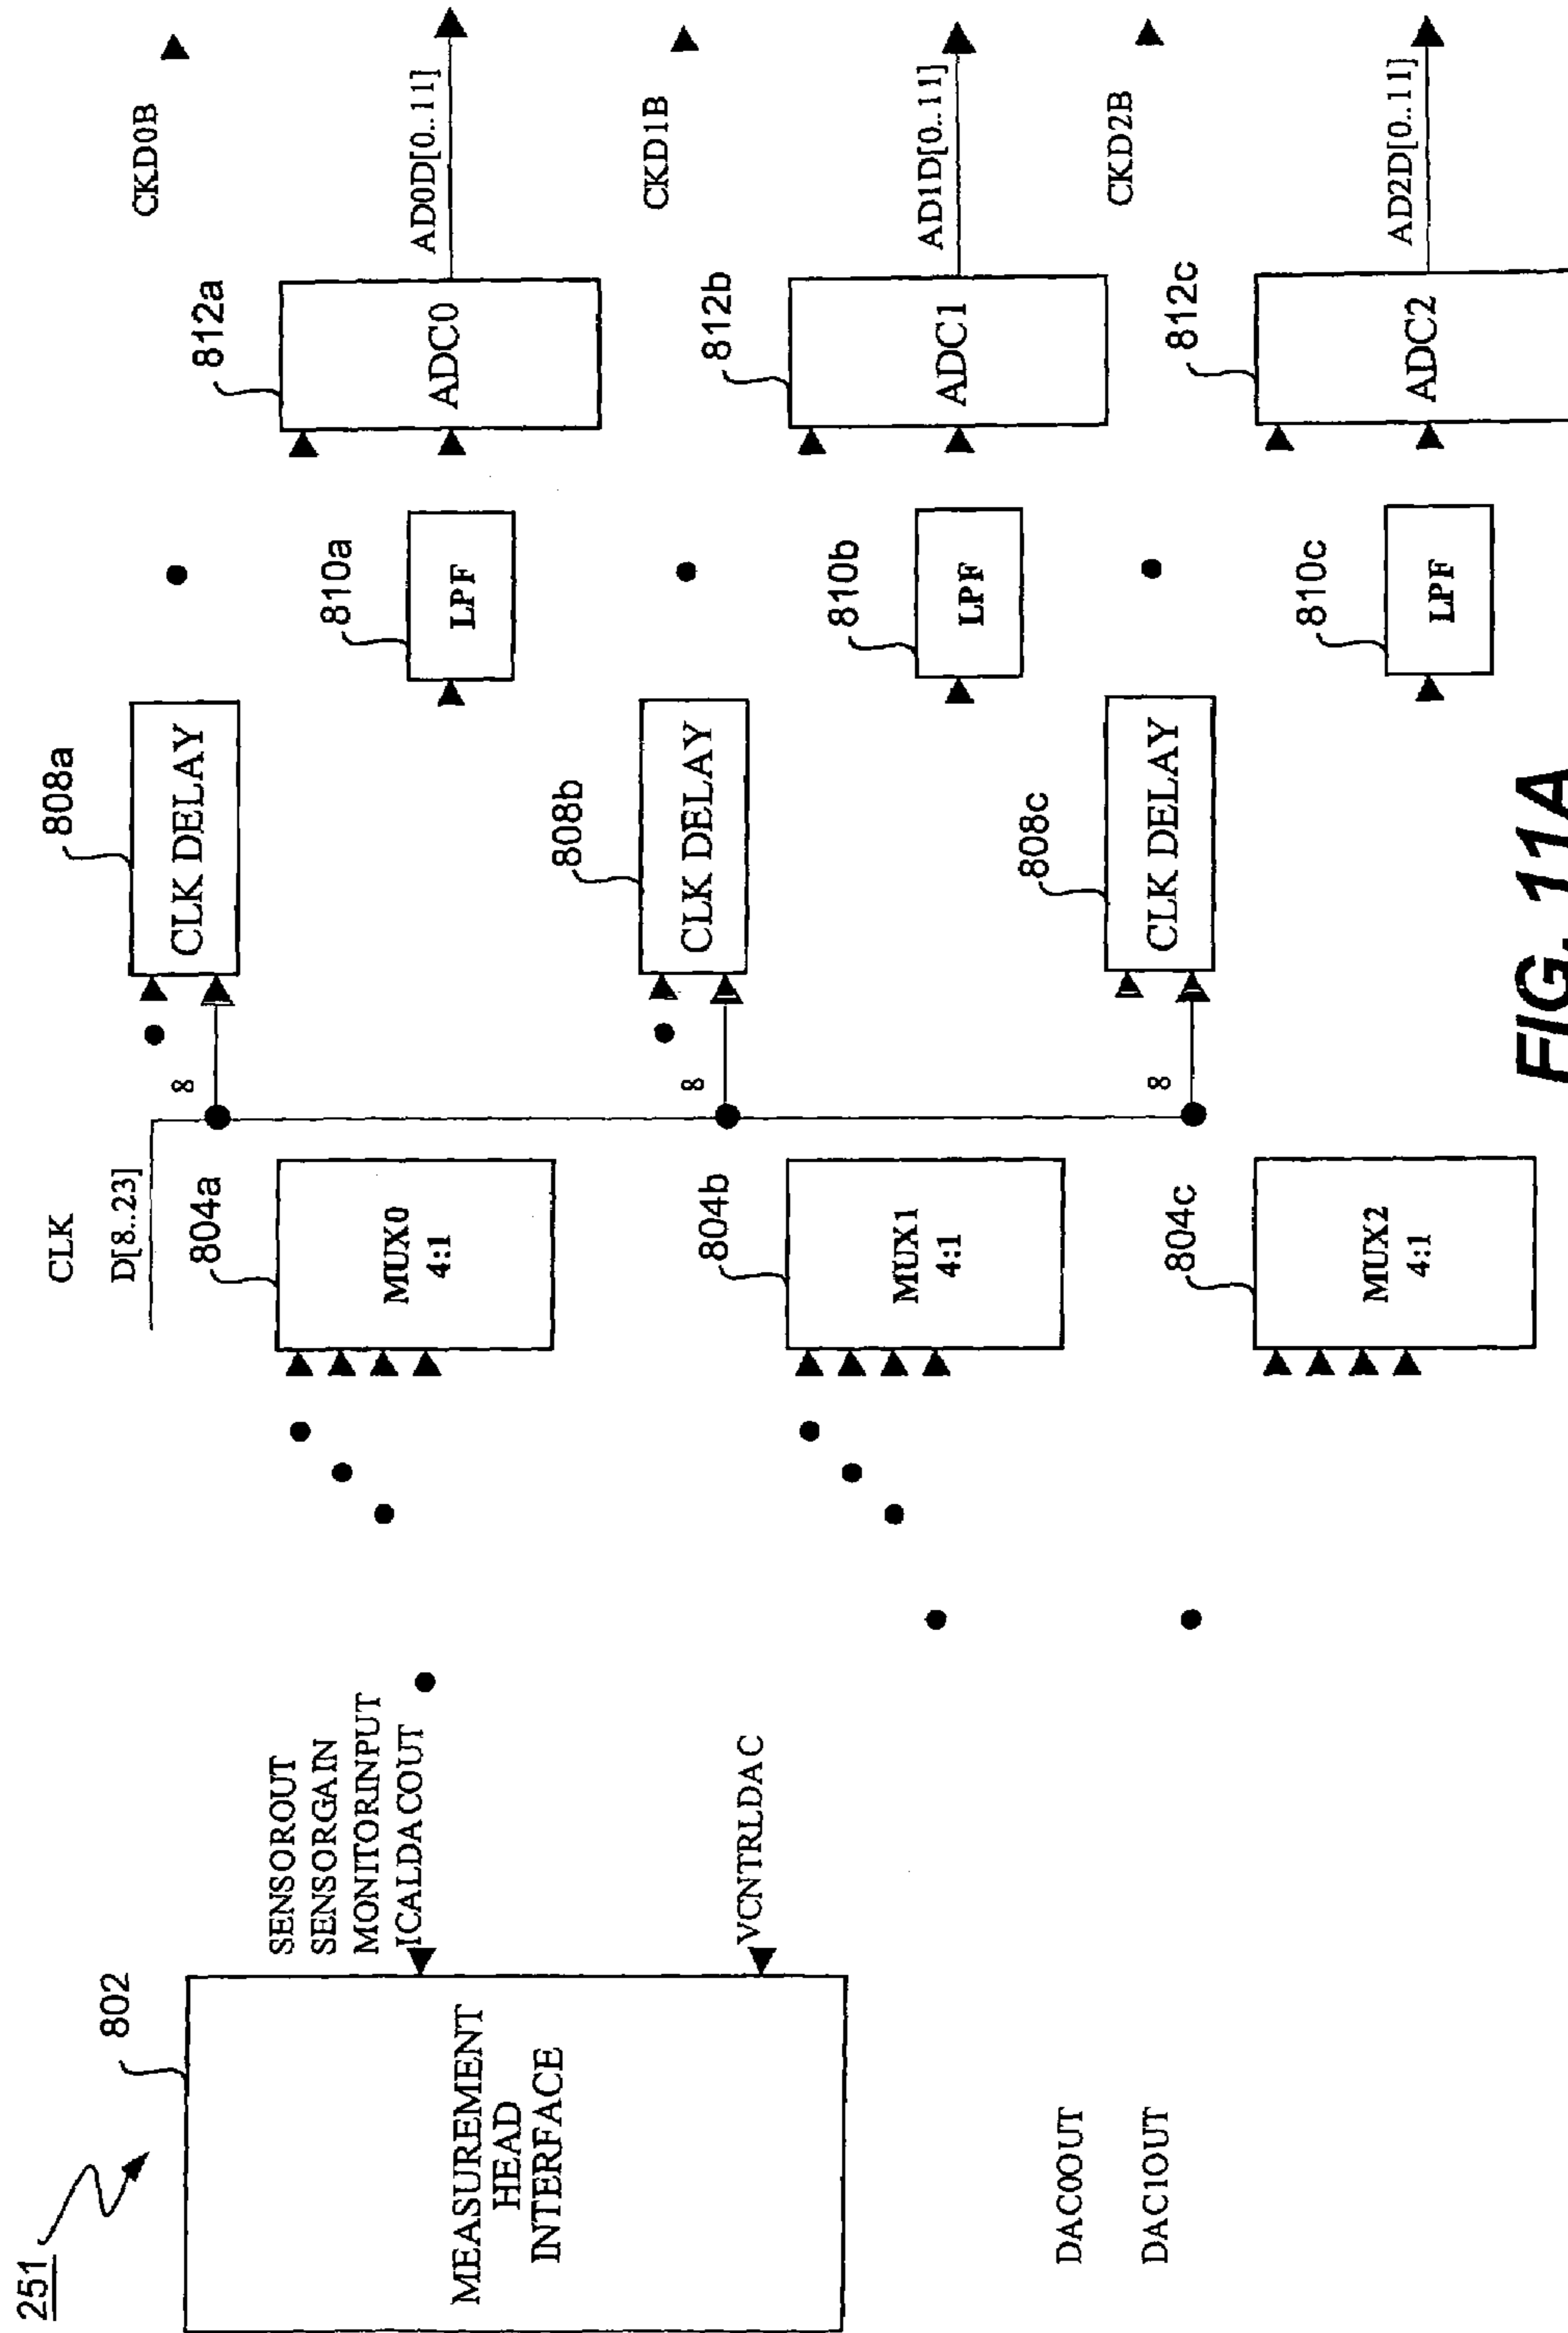 251
802
MEASUREMENT
HEAD
INTERFACE
SENSOROUT
SENSORGAIN
MONITORINPUT
ICALDACOUT
VCNTRLDAC
DAC0OUT
DAC1OUT
CLK
D[8..23]
804a
MUX0
4:1
804b
MUX1
4:1
804c
MUX2
4:1
8
8
8
808a
CLK DELAY
808b
CLK DELAY
808c
CLK DELAY
810a
LPF
810b
LPF
810c
LPF
812a
ADC0
812b
ADC1
812c
ADC2
CKD0B
AD0D[0..11]
CKD1B
AD1D[0..11]
CKD2B
AD2D[0..11]
FIG. 11A